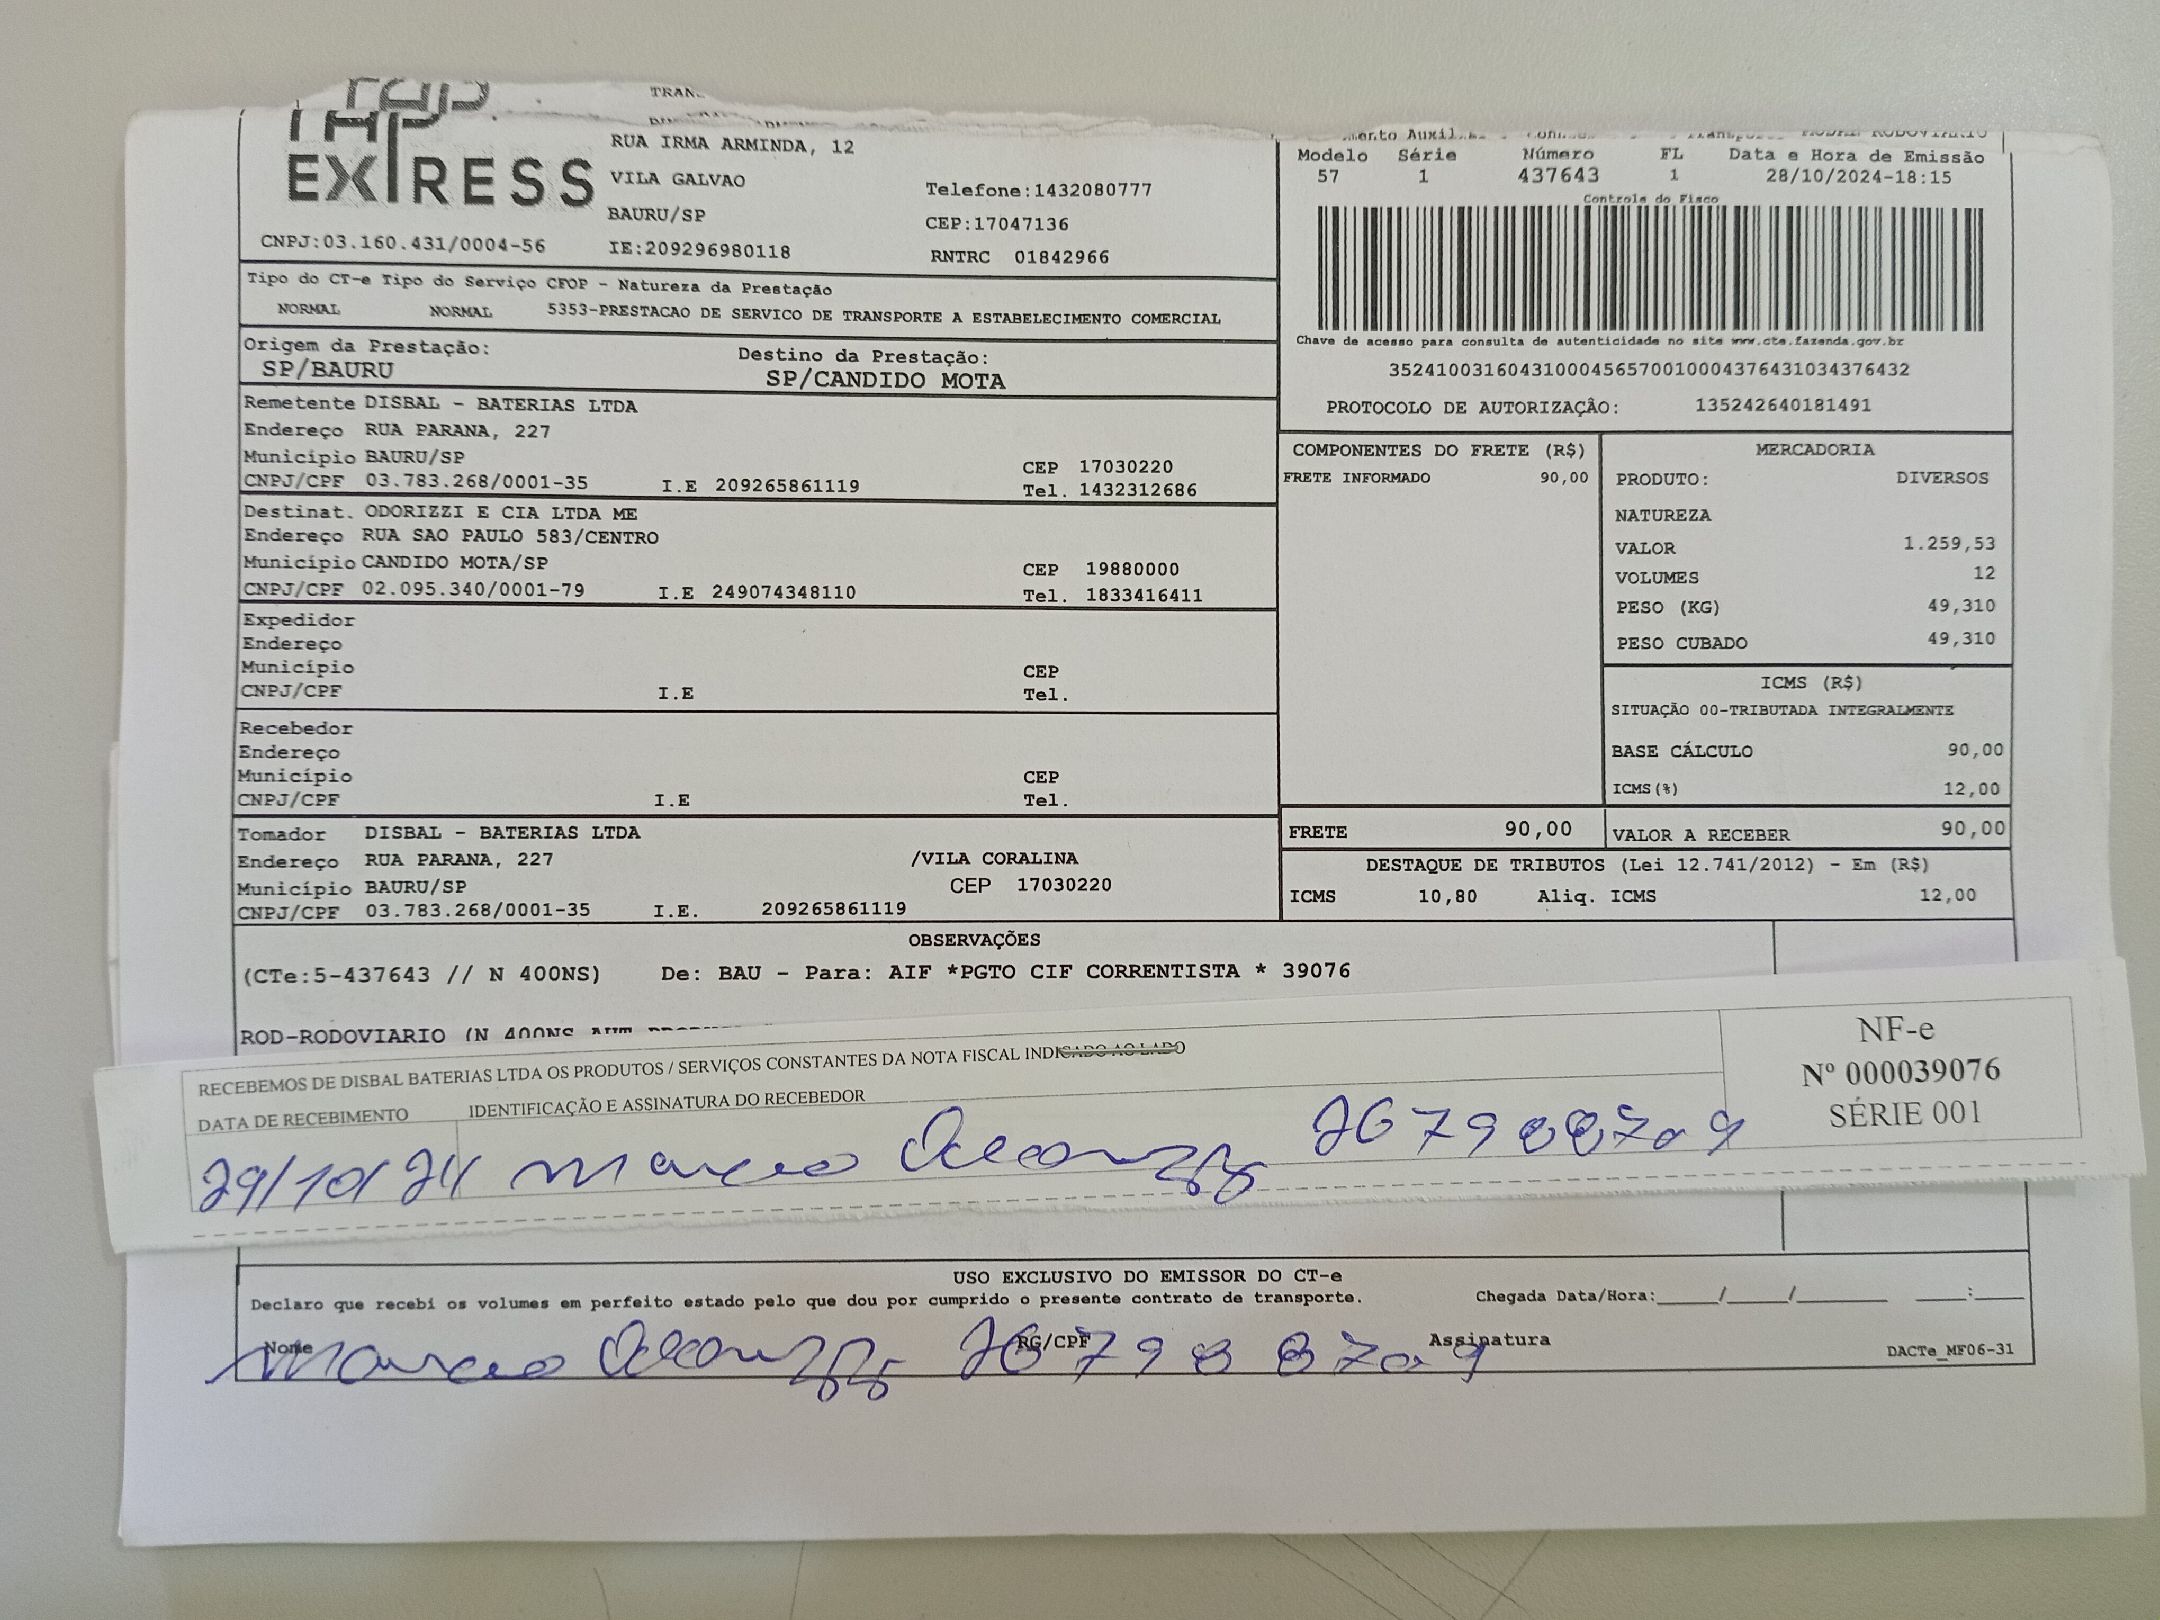 TRAN
RUA IRMA ARMINDA, 12
EXPRESS
VILA GALVAO
Telefone:1432080777
BAURU/SP
CEP:17047136
CNPJ:03.160.431/0004-56
IE:209296980118
RNTRC 01842966
Modelo Série Número FL Data e Hora de Emissão
57 1 437643 1 28/10/2024-18:15
Controle do Fisco
Chave de acesso para consulta de autenticidade no site www.cte.fazenda.gov.br
35241003160431000456570010004376431034376432
PROTOCOLO DE AUTORIZAÇÃO: 135242640181491
Tipo do CT-e Tipo do Serviço CFOP - Natureza da Prestação
NORMAL NORMAL 5353-PRESTACAO DE SERVICO DE TRANSPORTE A ESTABELECIMENTO COMERCIAL
Origem da Prestação: Destino da Prestação:
SP/BAURU SP/CANDIDO MOTA
Remetente DISBAL - BATERIAS LTDA
Endereço RUA PARANA, 227
Município BAURU/SP CEP 17030220
CNPJ/CPF 03.783.268/0001-35 I.E 209265861119 Tel. 1432312686
Destinat. ODORIZZI E CIA LTDA ME
Endereço RUA SAO PAULO 583/CENTRO
Município CANDIDO MOTA/SP CEP 19880000
CNPJ/CPF 02.095.340/0001-79 I.E 249074348110 Tel. 1833416411
Expedidor
Endereço
Município CEP
CNPJ/CPF I.E Tel.
Recebedor
Endereço
Município CEP
CNPJ/CPF I.E Tel.
Tomador DISBAL - BATERIAS LTDA
Endereço RUA PARANA, 227 /VILA CORALINA
Município BAURU/SP CEP 17030220
CNPJ/CPF 03.783.268/0001-35 I.E. 209265861119
COMPONENTES DO FRETE (R$)
FRETE INFORMADO 90,00
MERCADORIA
PRODUTO: DIVERSOS
NATUREZA
VALOR 1.259,53
VOLUMES 12
PESO (KG) 49,310
PESO CUBADO 49,310
ICMS (R$)
SITUAÇÃO 00-TRIBUTADA INTEGRALMENTE
BASE CÁLCULO 90,00
ICMS(%) 12,00
FRETE 90,00 VALOR A RECEBER 90,00
DESTAQUE DE TRIBUTOS (Lei 12.741/2012) - Em (R$)
ICMS 10,80 Aliq. ICMS 12,00
OBSERVAÇÕES
(CTe:5-437643 // N 400NS) De: BAU - Para: AIF *PGTO CIF CORRENTISTA * 39076
ROD-RODOVIARIO (N 400NS
RECEBEMOS DE DISBAL BATERIAS LTDA OS PRODUTOS / SERVIÇOS CONSTANTES DA NOTA FISCAL INDICADO AO LADO
DATA DE RECEBIMENTO IDENTIFICAÇÃO E ASSINATURA DO RECEBEDOR
29/10/24 Marcio
NF-e
Nº 000039076
SÉRIE 001
USO EXCLUSIVO DO EMISSOR DO CT-e
Declaro que recebi os volumes em perfeito estado pelo que dou por cumprido o presente contrato de transporte. Chegada Data/Hora:_____/_____/_______ ____:____
Nome RG/CPF Assinatura
Marcio
DACTe_MF06-31